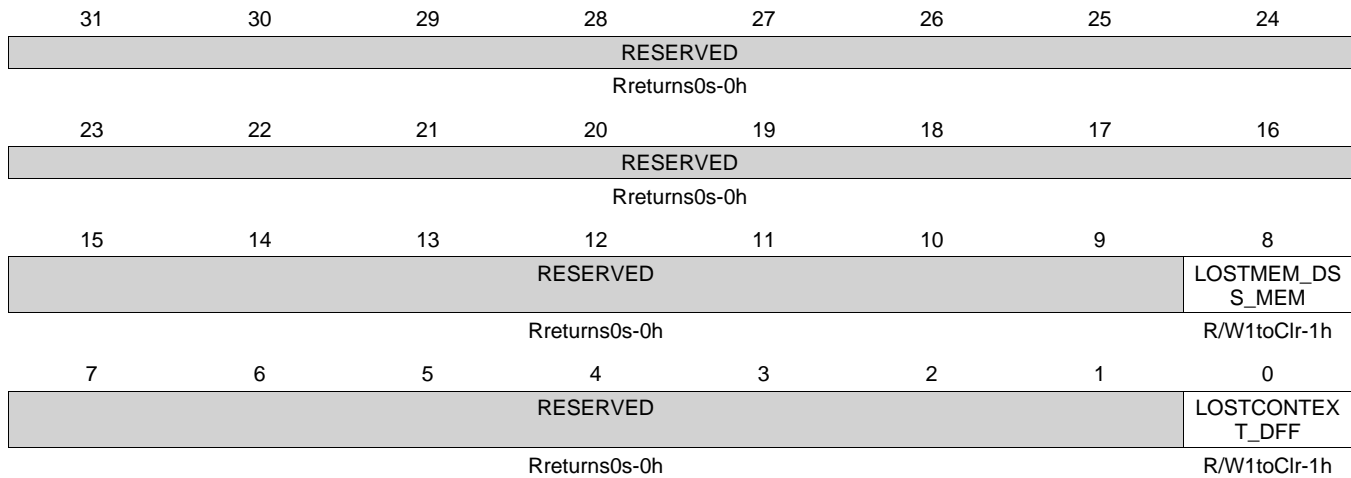 31 30 29 28 27 26 25 24
RESERVED
Rreturns0s-0h
23 22 21 20 19 18 17 16
RESERVED
Rreturns0s-0h
15 14 13 12 11 10 9 8
RESERVED LOSTMEM_DS
S_MEM
Rreturns0s-0h R/W1toClr-1h
7 6 5 4 3 2 1 0
RESERVED LOSTCONTEX
T_DFF
Rreturns0s-0h R/W1toClr-1h